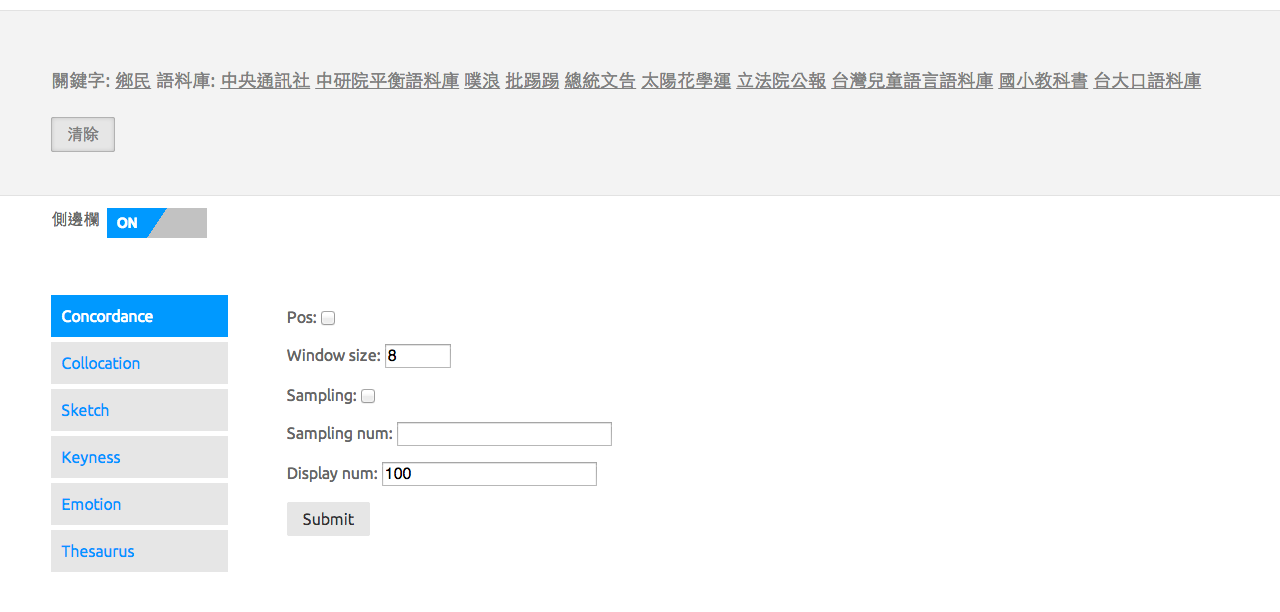 關鍵字: 鄉民 語料庫: 中央通訊社 中研院平衡語料庫 噗浪 批踢踢 總統文告 太陽花學運 立法院公報 台灣兒童語言語料庫 國小教科書 台大口語料庫
清除
側邊欄 ON
Concordance
Collocation
Sketch
Keyness
Emotion
Thesaurus
Pos:
Window size: 8
Sampling:
Sampling num:
Display num: 100
Submit